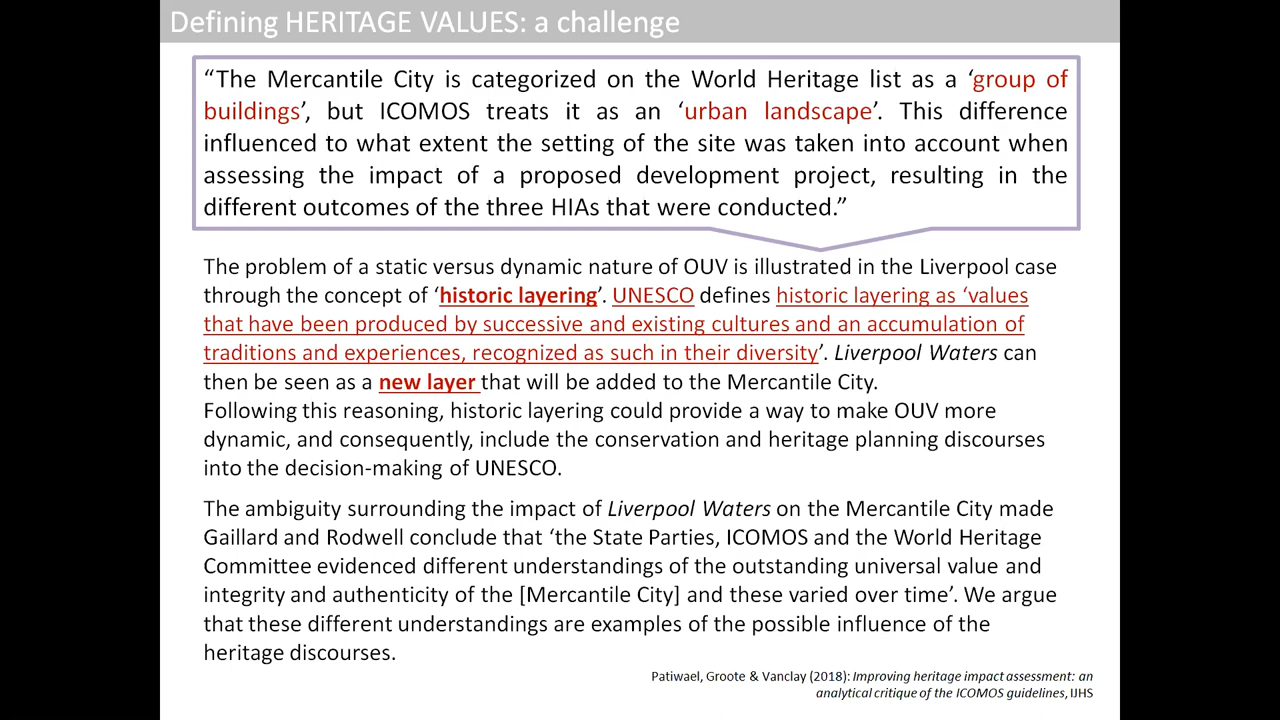 Defining HERITAGE VALUES: a challenge
“The Mercantile City is categorized on the World Heritage list as a ‘group of
buildings’, but ICOMOS treats it as an ‘urban landscape’. This difference
influenced to what extent the setting of the site was taken into account when
assessing the impact of a proposed development project, resulting in the
different outcomes of the three HIAs that were conducted.”
The problem of a static versus dynamic nature of OUV is illustrated in the Liverpool case
through the concept of ‘historic layering’. UNESCO defines historic layering as ‘values
that have been produced by successive and existing cultures and an accumulation of
traditions and experiences, recognized as such in their diversity’. Liverpool Waters can
then be seen as a new layer that will be added to the Mercantile City.
Following this reasoning, historic layering could provide a way to make OUV more
dynamic, and consequently, include the conservation and heritage planning discourses
into the decision-making of UNESCO.
The ambiguity surrounding the impact of Liverpool Waters on the Mercantile City made
Gaillard and Rodwell conclude that ‘the State Parties, ICOMOS and the World Heritage
Committee evidenced different understandings of the outstanding universal value and
integrity and authenticity of the [Mercantile City] and these varied over time’. We argue
that these different understandings are examples of the possible influence of the
heritage discourses.
Patiwael, Groote & Vanclay (2018): Improving heritage impact assessment: an
analytical critique of the ICOMOS guidelines, IJHS